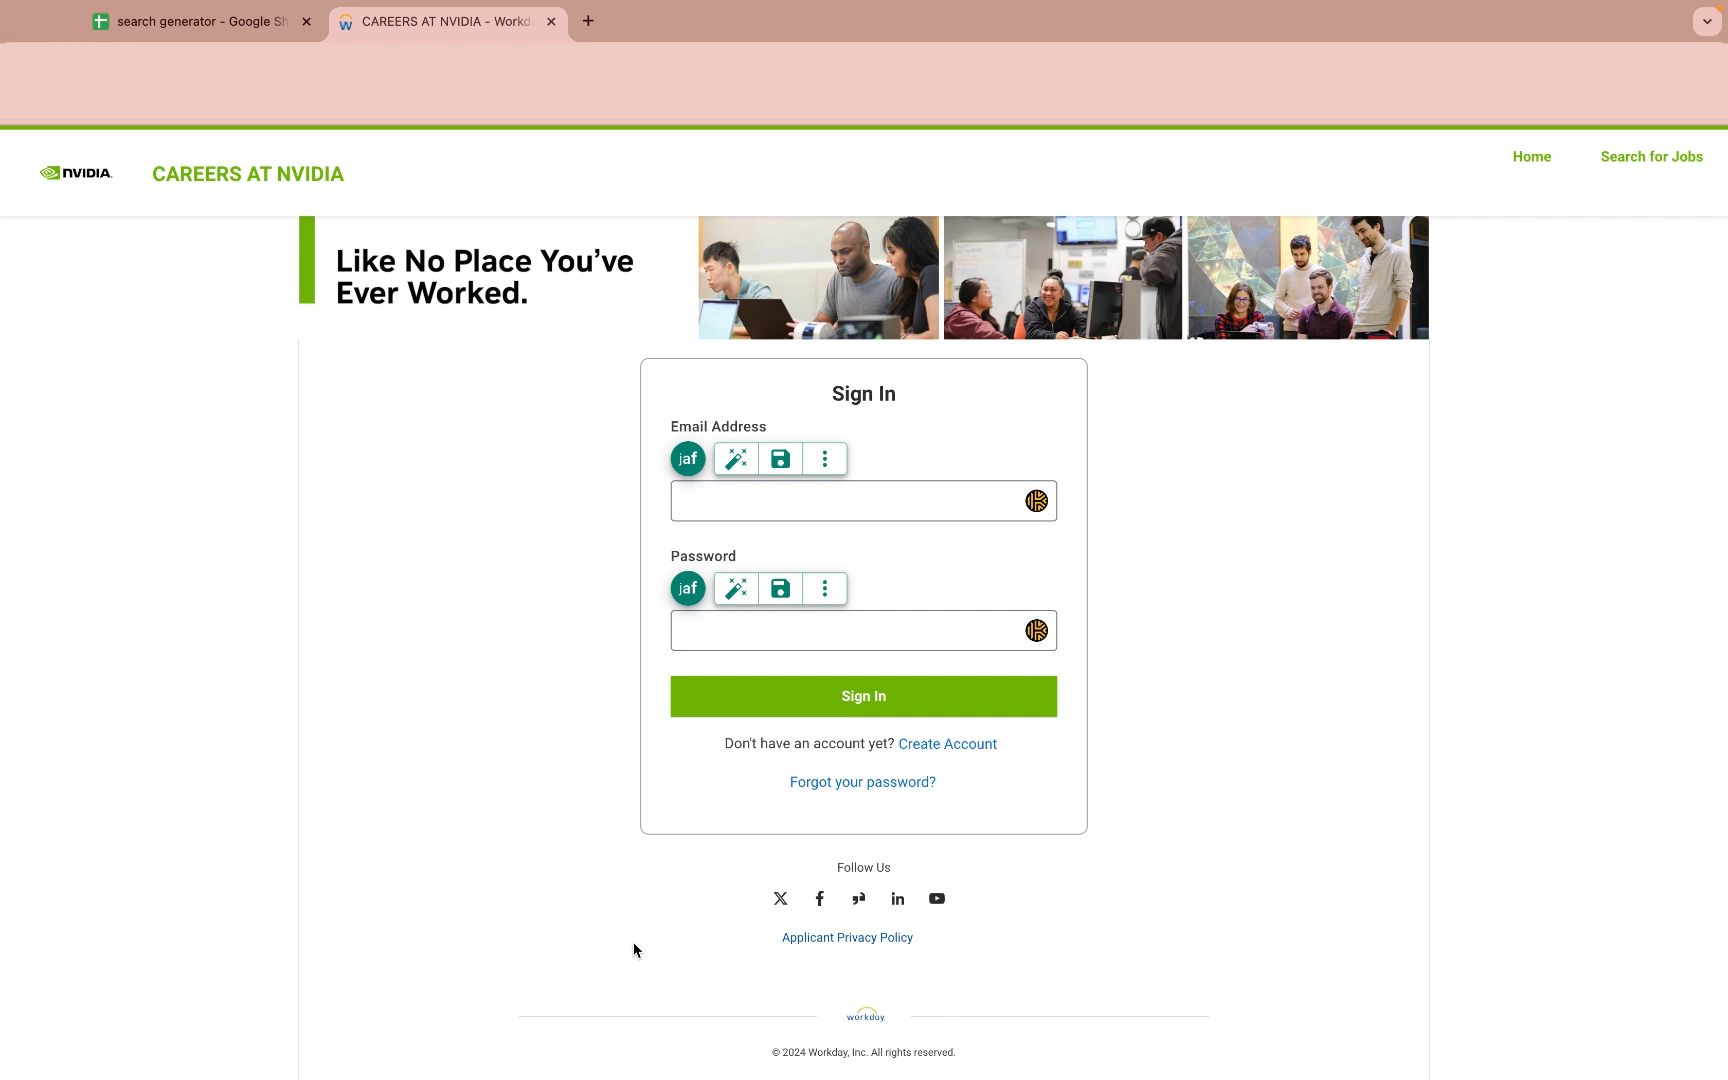 search generator - Google Sh
CAREERS AT NVIDIA - Workd
NVIDIA
CAREERS AT NVIDIA
Home
Search for Jobs
Like No Place You’ve
Ever Worked.
Sign In
Email Address
jaf
Password
jaf
Sign In
Don't have an account yet? Create Account
Forgot your password?
Follow Us
Applicant Privacy Policy
workday.
© 2024 Workday, Inc. All rights reserved.